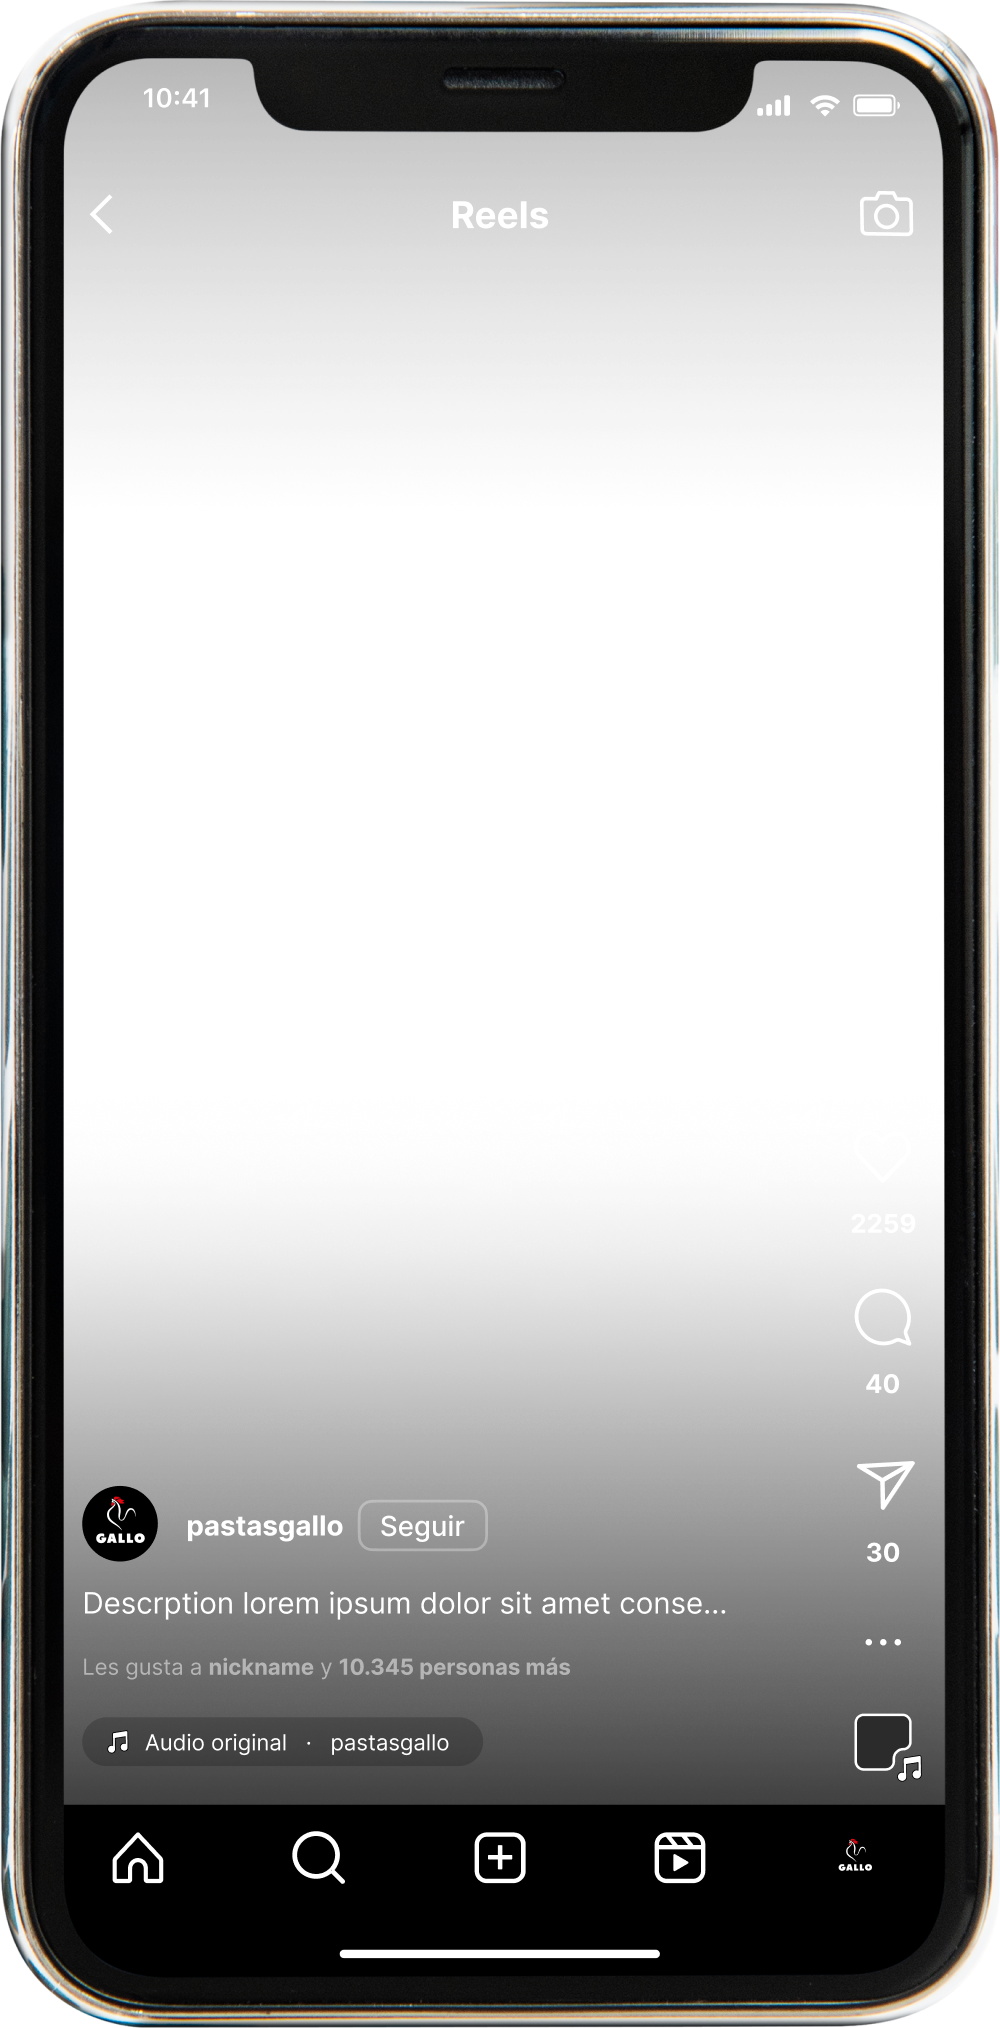 10:41
Reels
2259
40
30
GALLO
pastasgallo
Seguir
Descrption lorem ipsum dolor sit amet conse...
Les gusta a nickname y 10.345 personas más
Audio original · pastasgallo
GALLO